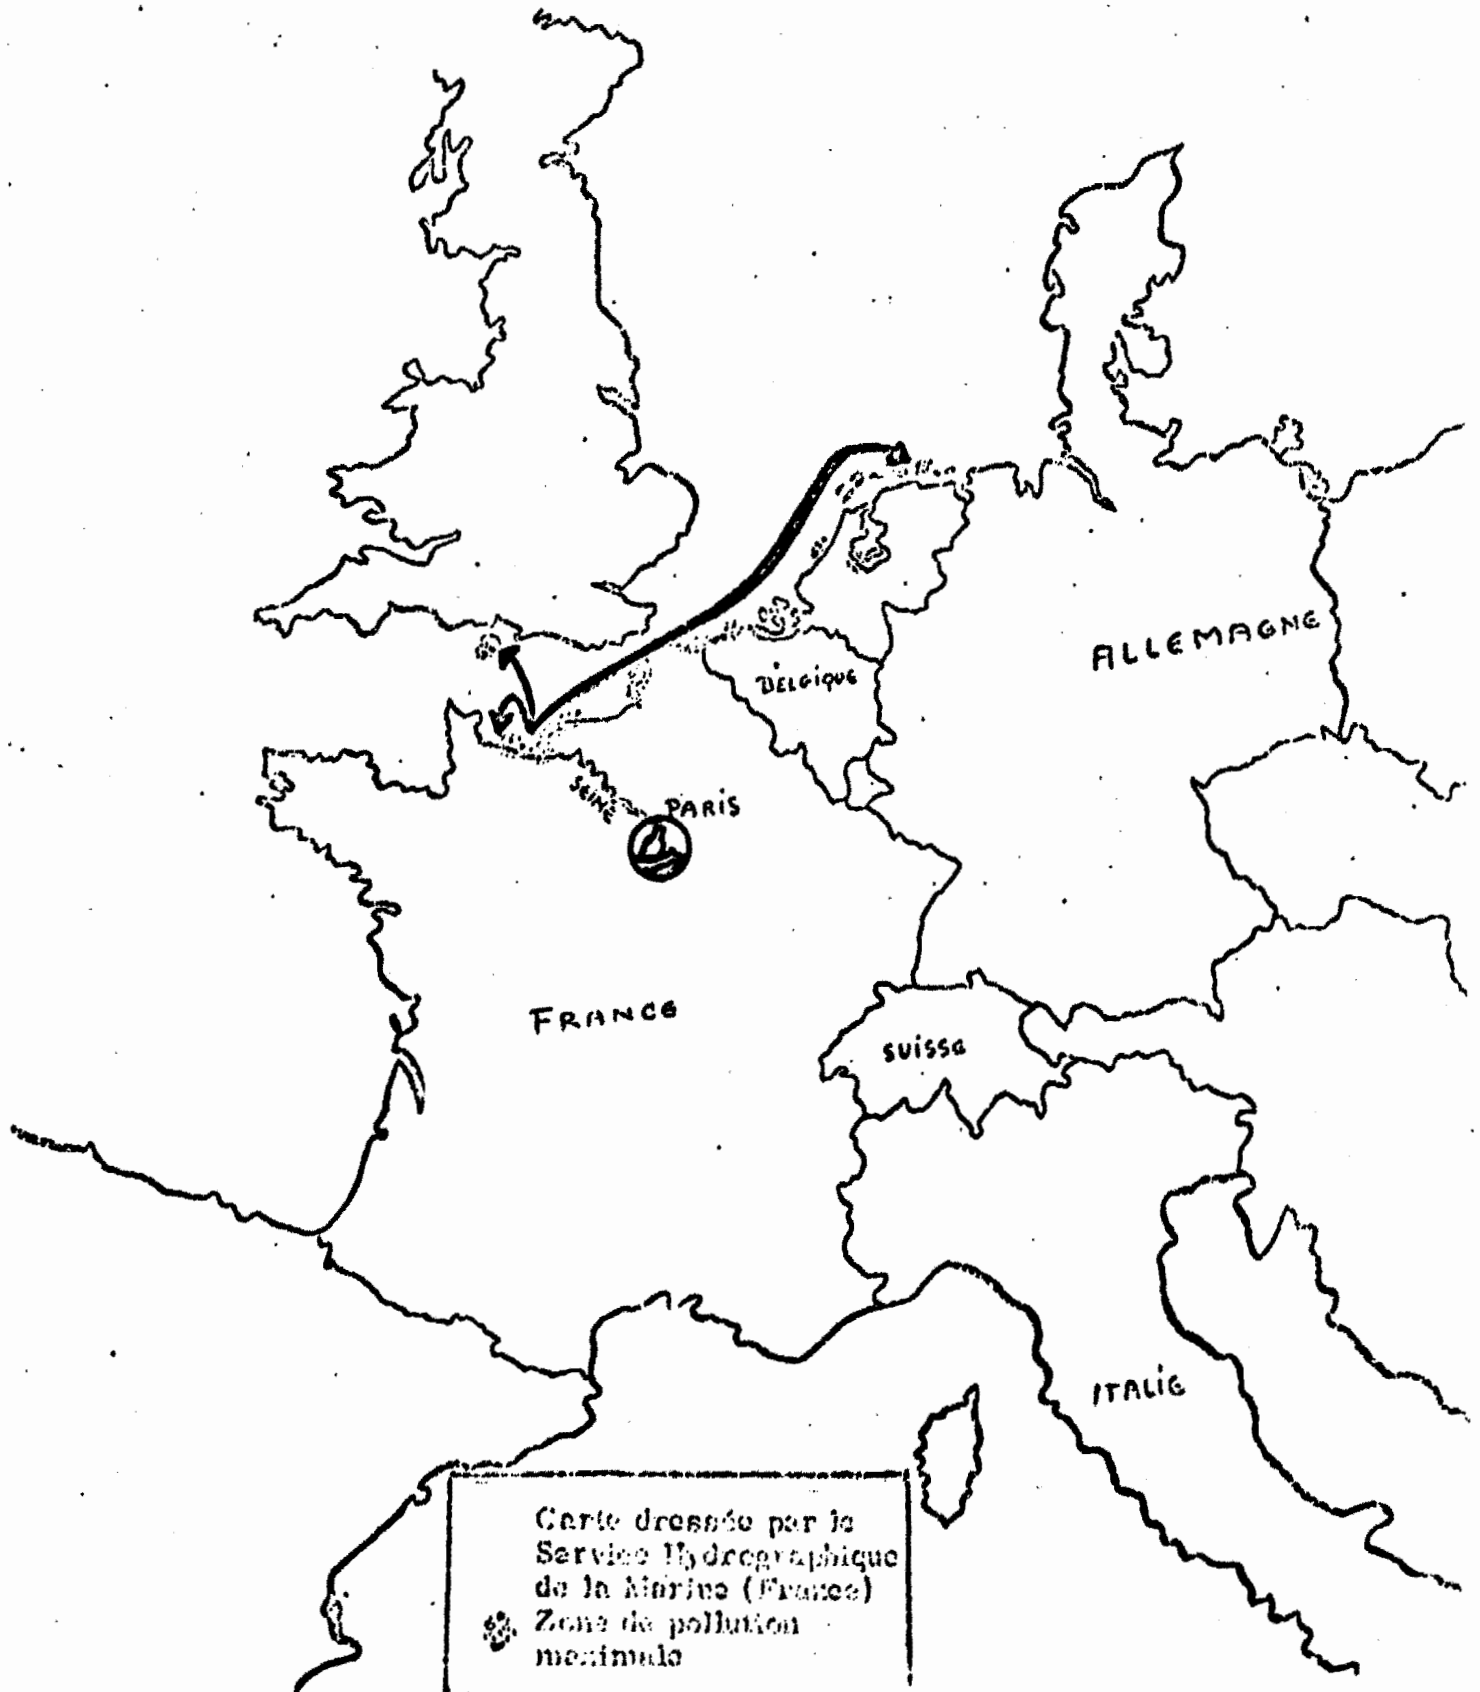 ALLEMAGNE
BELGIQUE
SEINE
PARIS
FRANCE
SUISSE
ITALIE
Carte dressée par le
Service Hydrographique
de la Marine (France)
Zone de pollution
maximale